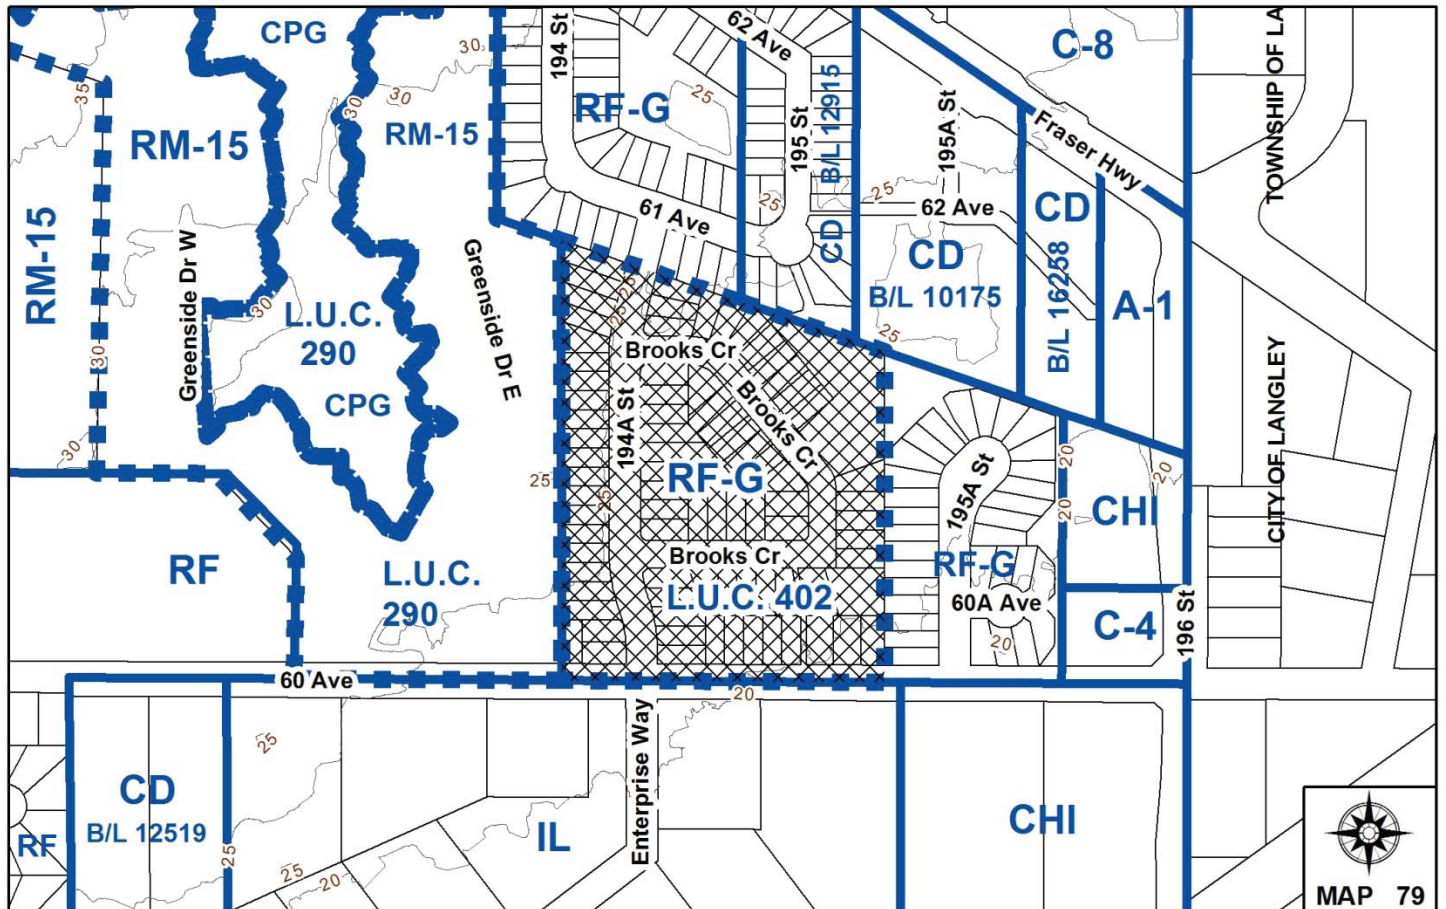 CPG
30
194 St
62 Ave
C-8
TOWNSHIP OF LA
35
30
30
RM-15
RM-15
RF-G
25
195 St
B/L 12915
195A St
Fraser Hwy
RM-15
Greenside Dr W
Greenside Dr E
61 Ave
25
CD
25
62 Ave
CD
B/L 10175
CD
B/L 16258
A-1
30
L.U.C.
290
CPG
30
30
25
25
25
Brooks Cr
194A St
Brooks Cr
RF-G
25
25
Brooks Cr
L.U.C. 402
195A St
RF-G
60A Ave
20
20
20
20
CHI
C-4
196 St
CITY OF LANGLEY
RF
L.U.C.
290
60 Ave
20
Enterprise Way
CD
B/L 12519
RF
25
25
25
20
IL
CHI
MAP 79